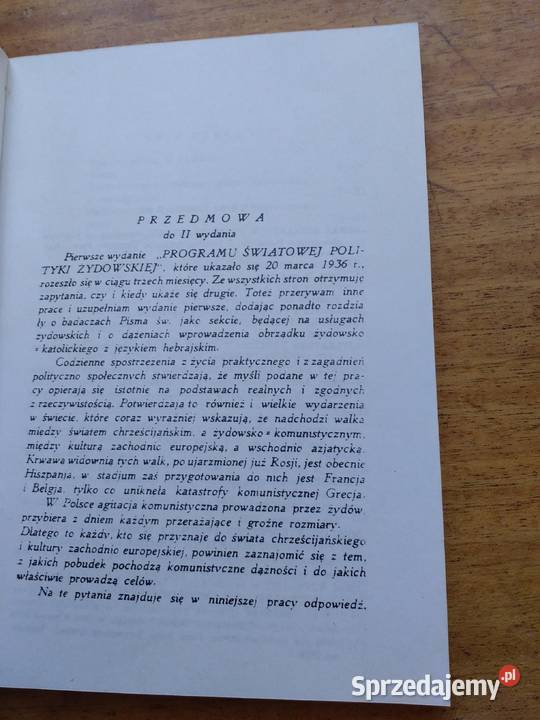 PRZEDMOWA
do II wydania
Pierwsze wydanie „PROGRAMU ŚWIATOWEJ POLI-
TYKI ŻYDOWSKIEJ", które ukazało się 20 marca 1936 r.,
rozeszło się w ciągu trzech miesięcy. Ze wszystkich stron otrzymuję
zapytania, czy i kiedy ukaże się drugie. Toteż przerywam inne
prace i uzupełniam wydanie pierwsze, dodając ponadto rozdzia
ły o badaczach Pisma św. jako sekcie, będącej na usługach
żydowskich i o dążeniach wprowadzenia obrządku żydowsko
- katolickiego z językiem hebrajskim.
Codzienne spostrzeżenia z życia praktycznego i z zagadnień
polityczno społecznych stwierdzają, że myśli podane w tej pra
cy opierają się istotnie na podstawach realnych i zgodnych
z rzeczywistością. Potwierdzają to również i wielkie wydarzenia
w świecie, które coraz wyraźniej wskazują, że nadchodzi walka
między światem chrześcijańskim, a żydowsko - komunistycznym,
między kulturą zachodnio europejską, a wschodnio azjatycką.
Krwawą widownią tych walk, po ujarzmionej już Rosji, jest obecnie
Hiszpania, w stadium zaś przygotowania do nich jest Francja
i Belgja, tylko co uniknęła katastrofy komunistycznej Grecja.
W Polsce agitacja komunistyczna prowadzona przez żydów
przybiera z dniem każdym przerażające i groźne rozmiary.
Dlatego to każdy, kto się przyznaje do świata chrześcijańskiego
i kultury zachodnio europejskiej, powinien zaznajomić się z tem,
z jakich pobudek pochodzą komunistyczne dążności i do jakich
właściwie prowadzą celów.
Na te pytania znajduje się w niniejszej pracy odpowiedź.
Sprzedajemy.pl